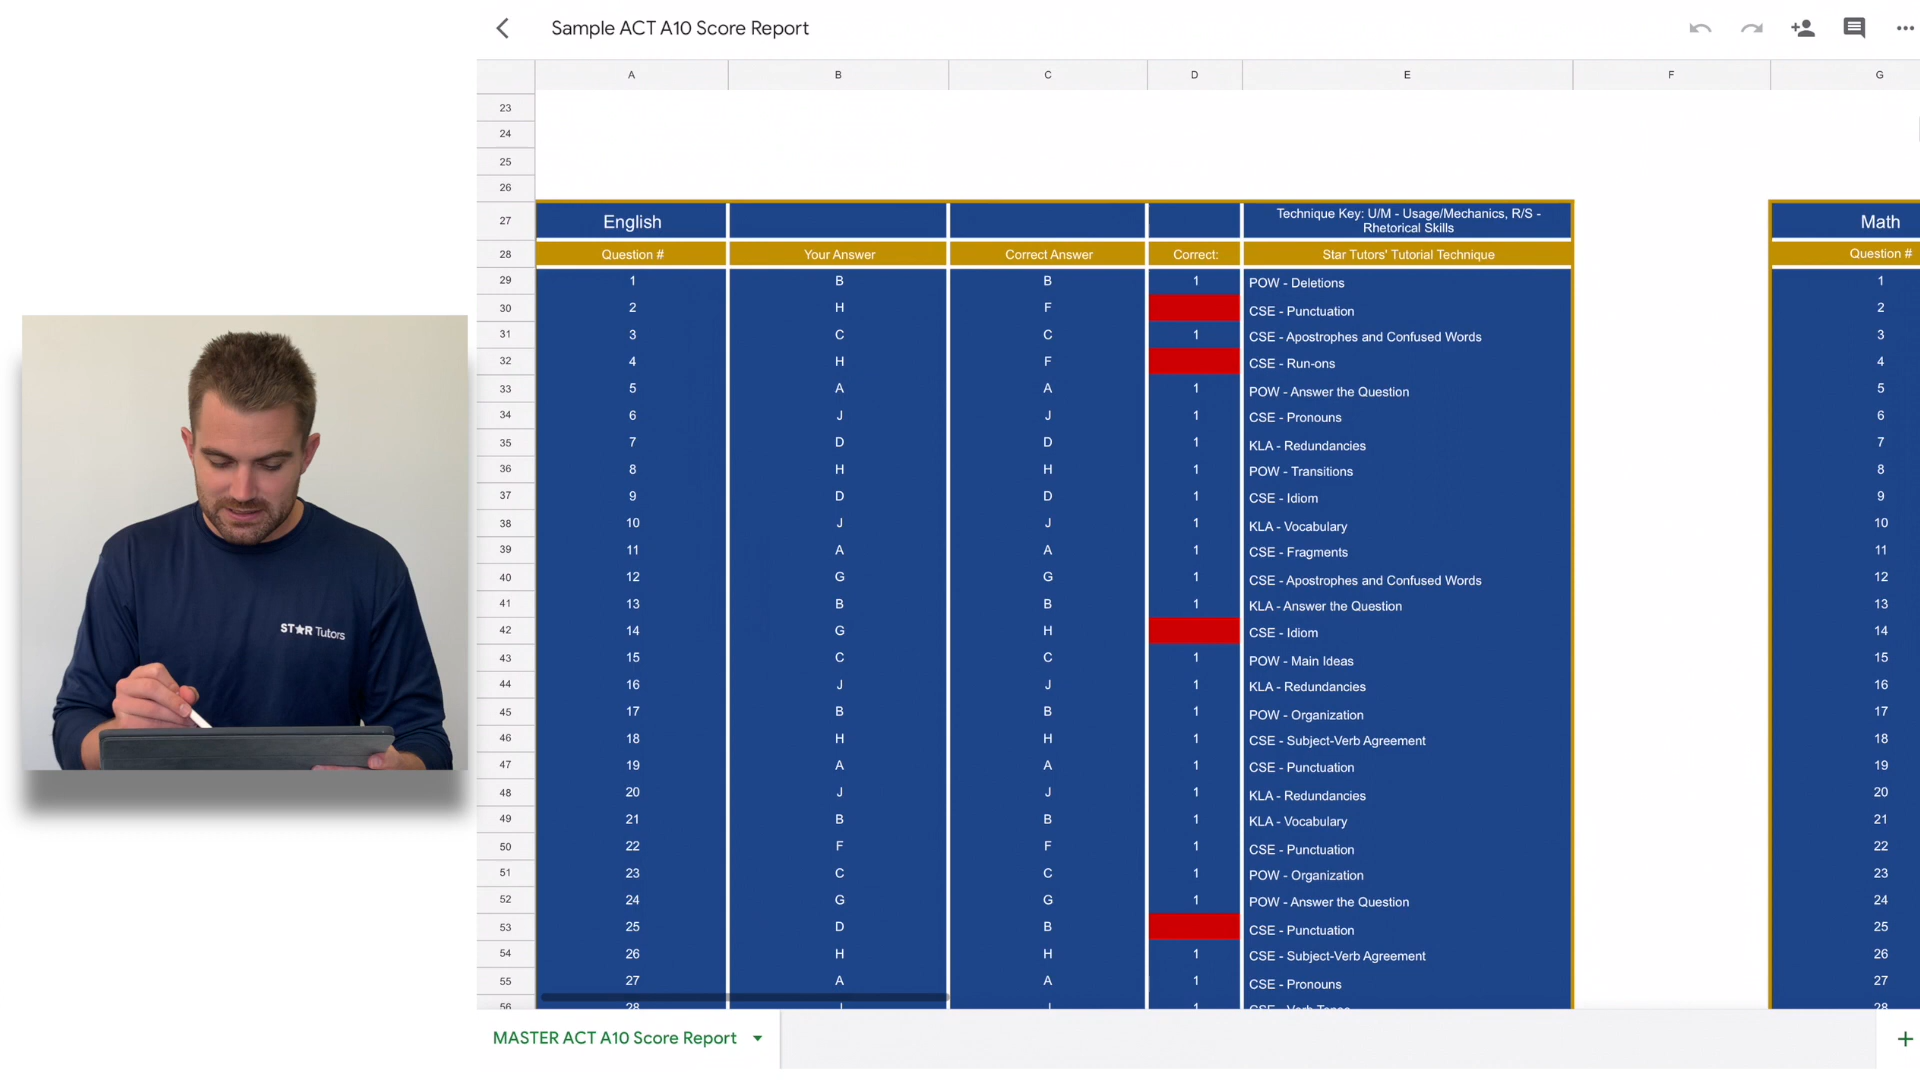 Sample ACT A10 Score Report
A B C D E F G
23
24
25
26
27 English Technique Key: U/M - Usage/Mechanics, R/S - Math
Rhetorical Skills
28 Question # Your Answer Correct Answer Correct: Star Tutors' Tutorial Technique Question #
29 1 B B 1 POW - Deletions 1
30 2 H F CSE - Punctuation 2
31 3 C C 1 CSE - Apostrophes and Confused Words 3
32 4 H F CSE - Run-ons 4
33 5 A A 1 POW - Answer the Question 5
34 6 J J 1 CSE - Pronouns 6
35 7 D D 1 KLA - Redundancies 7
36 8 H H 1 POW - Transitions 8
37 9 D D 1 CSE - Idiom 9
38 10 J J 1 KLA - Vocabulary 10
39 11 A A 1 CSE - Fragments 11
40 12 G G 1 CSE - Apostrophes and Confused Words 12
41 13 B B 1 KLA - Answer the Question 13
42 14 G H CSE - Idiom 14
43 15 C C 1 POW - Main Ideas 15
44 16 J J 1 KLA - Redundancies 16
45 17 B B 1 POW - Organization 17
46 18 H H 1 CSE - Subject-Verb Agreement 18
47 19 A A 1 CSE - Punctuation 19
48 20 J J 1 KLA - Redundancies 20
49 21 B B 1 KLA - Vocabulary 21
50 22 F F 1 CSE - Punctuation 22
51 23 C C 1 POW - Organization 23
52 24 G G 1 POW - Answer the Question 24
53 25 D B CSE - Punctuation 25
54 26 H H 1 CSE - Subject-Verb Agreement 26
55 27 A A 1 CSE - Pronouns 27
56 28 1 CSE - Verb Tense 28
MASTER ACT A10 Score Report
ST★R Tutors